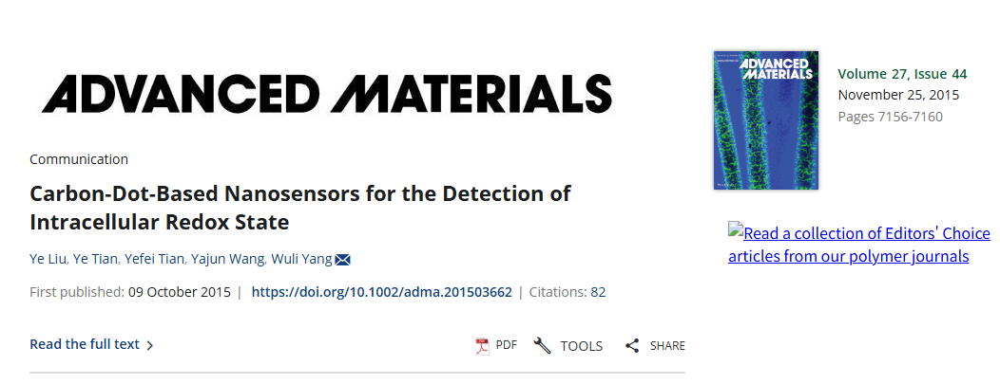 ADVANCED MATERIALS
Communication
Carbon-Dot-Based Nanosensors for the Detection of
Intracellular Redox State
Ye Liu, Ye Tian, Yefei Tian, Yajun Wang, Wuli Yang
First published: 09 October 2015 | https://doi.org/10.1002/adma.201503662 | Citations: 82
Read the full text
PDF TOOLS SHARE
ADVANCED
MATERIALS
Volume 27, Issue 44
November 25, 2015
Pages 7156-7160
Read a collection of Editors' Choice
articles from our polymer journals